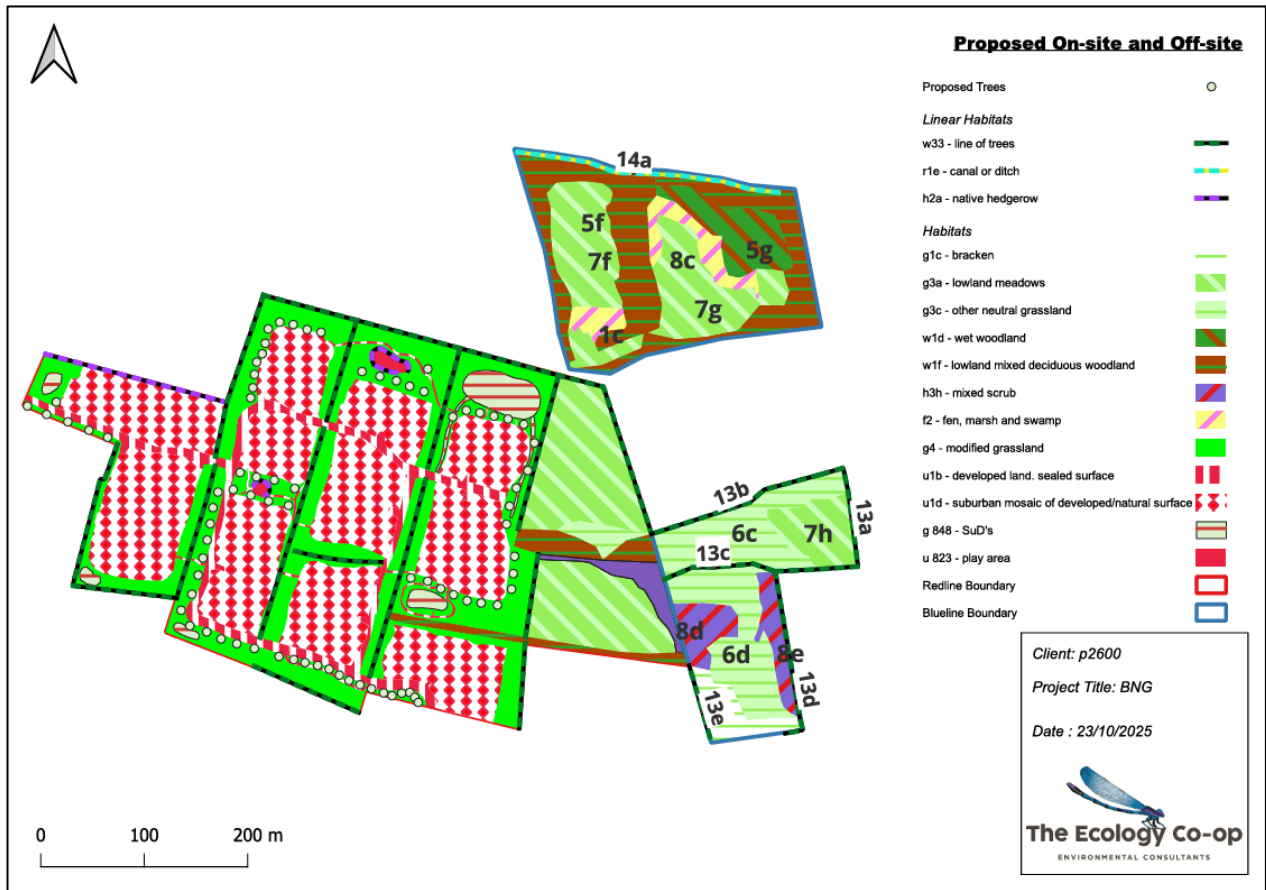 Proposed On-site and Off-site
Proposed Trees
Linear Habitats
w33 - line of trees
r1e - canal or ditch
h2a - native hedgerow
Habitats
g1c - bracken
g3a - lowland meadows
g3c - other neutral grassland
w1d - wet woodland
w1f - lowland mixed deciduous woodland
h3h - mixed scrub
f2 - fen, marsh and swamp
g4 - modified grassland
u1b - developed land. sealed surface
u1d - suburban mosaic of developed/natural surface
g 848 - SuD's
u 823 - play area
Redline Boundary
Blueline Boundary
14a
5f
7f
8c
5g
7g
1c
13b
13a
6c
7h
13c
8d
6d
8e
13d
13e
0 100 200 m
Client: p2600
Project Title: BNG
Date : 23/10/2025
The Ecology Co-op
ENVIRONMENTAL CONSULTANTS